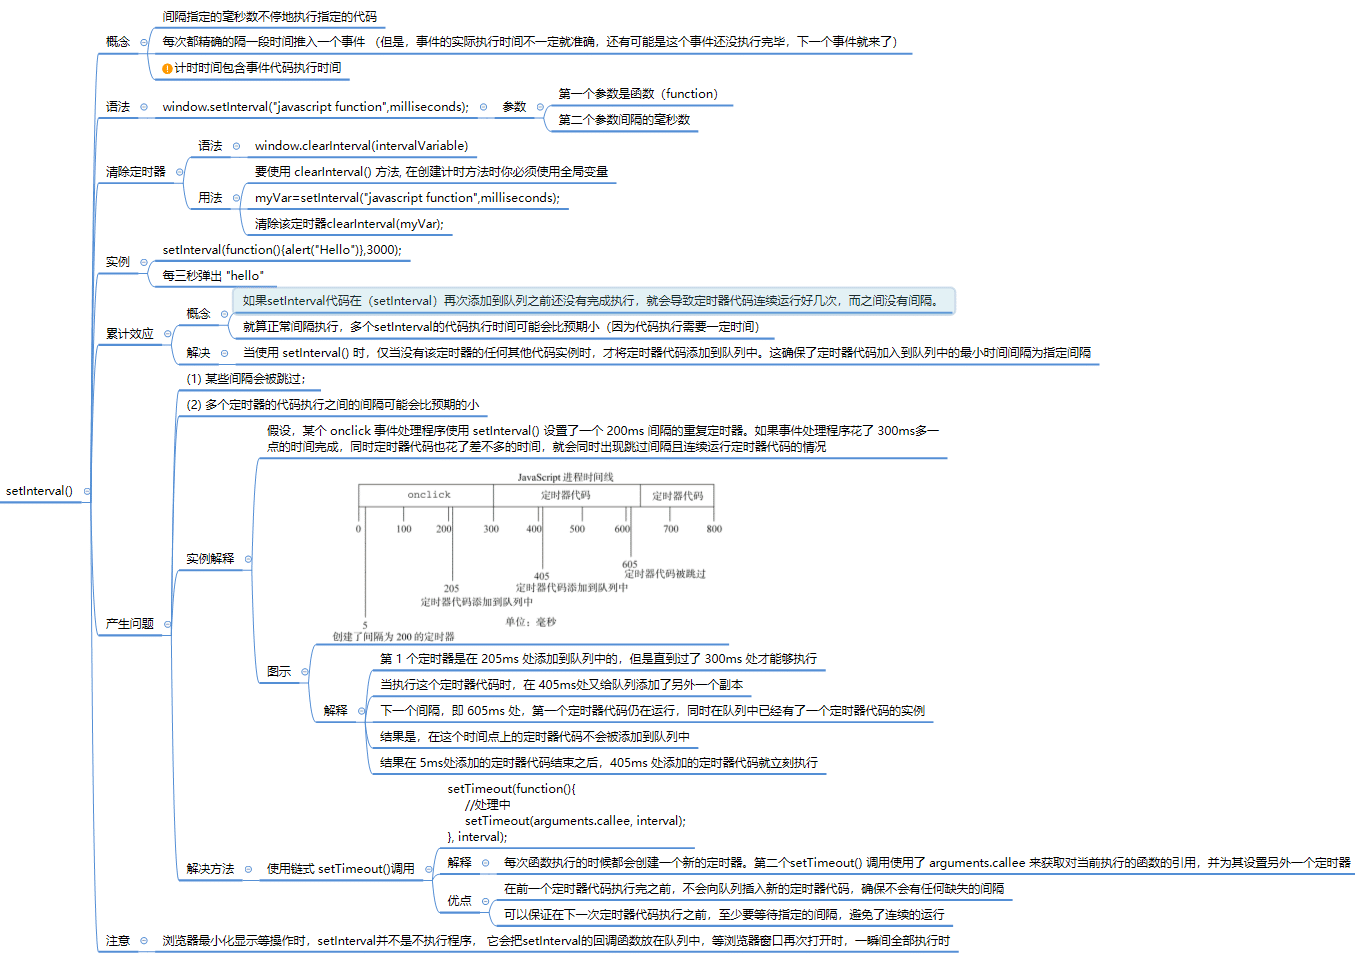 setInterval()
概念
间隔指定的毫秒数不停地执行指定的代码
每次都精确的隔一段时间推入一个事件 （但是，事件的实际执行时间不一定就准确，还有可能是这个事件还没执行完毕，下一个事件就来了）
计时时间包含事件代码执行时间
语法
window.setInterval("javascript function",milliseconds);
参数
第一个参数是函数（function）
第二个参数间隔的毫秒数
清除定时器
语法
window.clearInterval(intervalVariable)
用法
要使用 clearInterval() 方法, 在创建计时方法时你必须使用全局变量
myVar=setInterval("javascript function",milliseconds);
清除该定时器clearInterval(myVar);
实例
setInterval(function(){alert("Hello")},3000);
每三秒弹出 "hello"
累计效应
概念
如果setInterval代码在（setInterval）再次添加到队列之前还没有完成执行，就会导致定时器代码连续运行好几次，而之间没有间隔。
就算正常间隔执行，多个setInterval的代码执行时间可能会比预期小（因为代码执行需要一定时间）
解决
当使用 setInterval() 时，仅当没有该定时器的任何其他代码实例时，才将定时器代码添加到队列中。这确保了定时器代码加入到队列中的最小时间间隔为指定间隔
产生问题
(1) 某些间隔会被跳过；
(2) 多个定时器的代码执行之间的间隔可能会比预期的小
实例解释
假设，某个 onclick 事件处理程序使用 setInterval() 设置了一个 200ms 间隔的重复定时器。如果事件处理程序花了 300ms多一
点的时间完成，同时定时器代码也花了差不多的时间，就会同时出现跳过间隔且连续运行定时器代码的情况
图示
JavaScript 进程时间线
onclick 定时器代码 定时器代码
0 100 200 300 400 500 600 700 800
605
定时器代码被跳过
405
定时器代码添加到队列中
205
定时器代码添加到队列中
单位：毫秒
5
创建了间隔为 200 的定时器
解释
第 1 个定时器是在 205ms 处添加到队列中的，但是直到过了 300ms 处才能够执行
当执行这个定时器代码时，在 405ms处又给队列添加了另外一个副本
下一个间隔，即 605ms 处，第一个定时器代码仍在运行，同时在队列中已经有了一个定时器代码的实例
结果是，在这个时间点上的定时器代码不会被添加到队列中
结果在 5ms处添加的定时器代码结束之后，405ms 处添加的定时器代码就立刻执行
解决方法
使用链式 setTimeout()调用
setTimeout(function(){
//处理中
setTimeout(arguments.callee, interval);
}, interval);
解释
每次函数执行的时候都会创建一个新的定时器。第二个setTimeout() 调用使用了 arguments.callee 来获取对当前执行的函数的引用，并为其设置另外一个定时器
优点
在前一个定时器代码执行完之前，不会向队列插入新的定时器代码，确保不会有任何缺失的间隔
可以保证在下一次定时器代码执行之前，至少要等待指定的间隔，避免了连续的运行
注意
浏览器最小化显示等操作时，setInterval并不是不执行程序， 它会把setInterval的回调函数放在队列中，等浏览器窗口再次打开时，一瞬间全部执行时